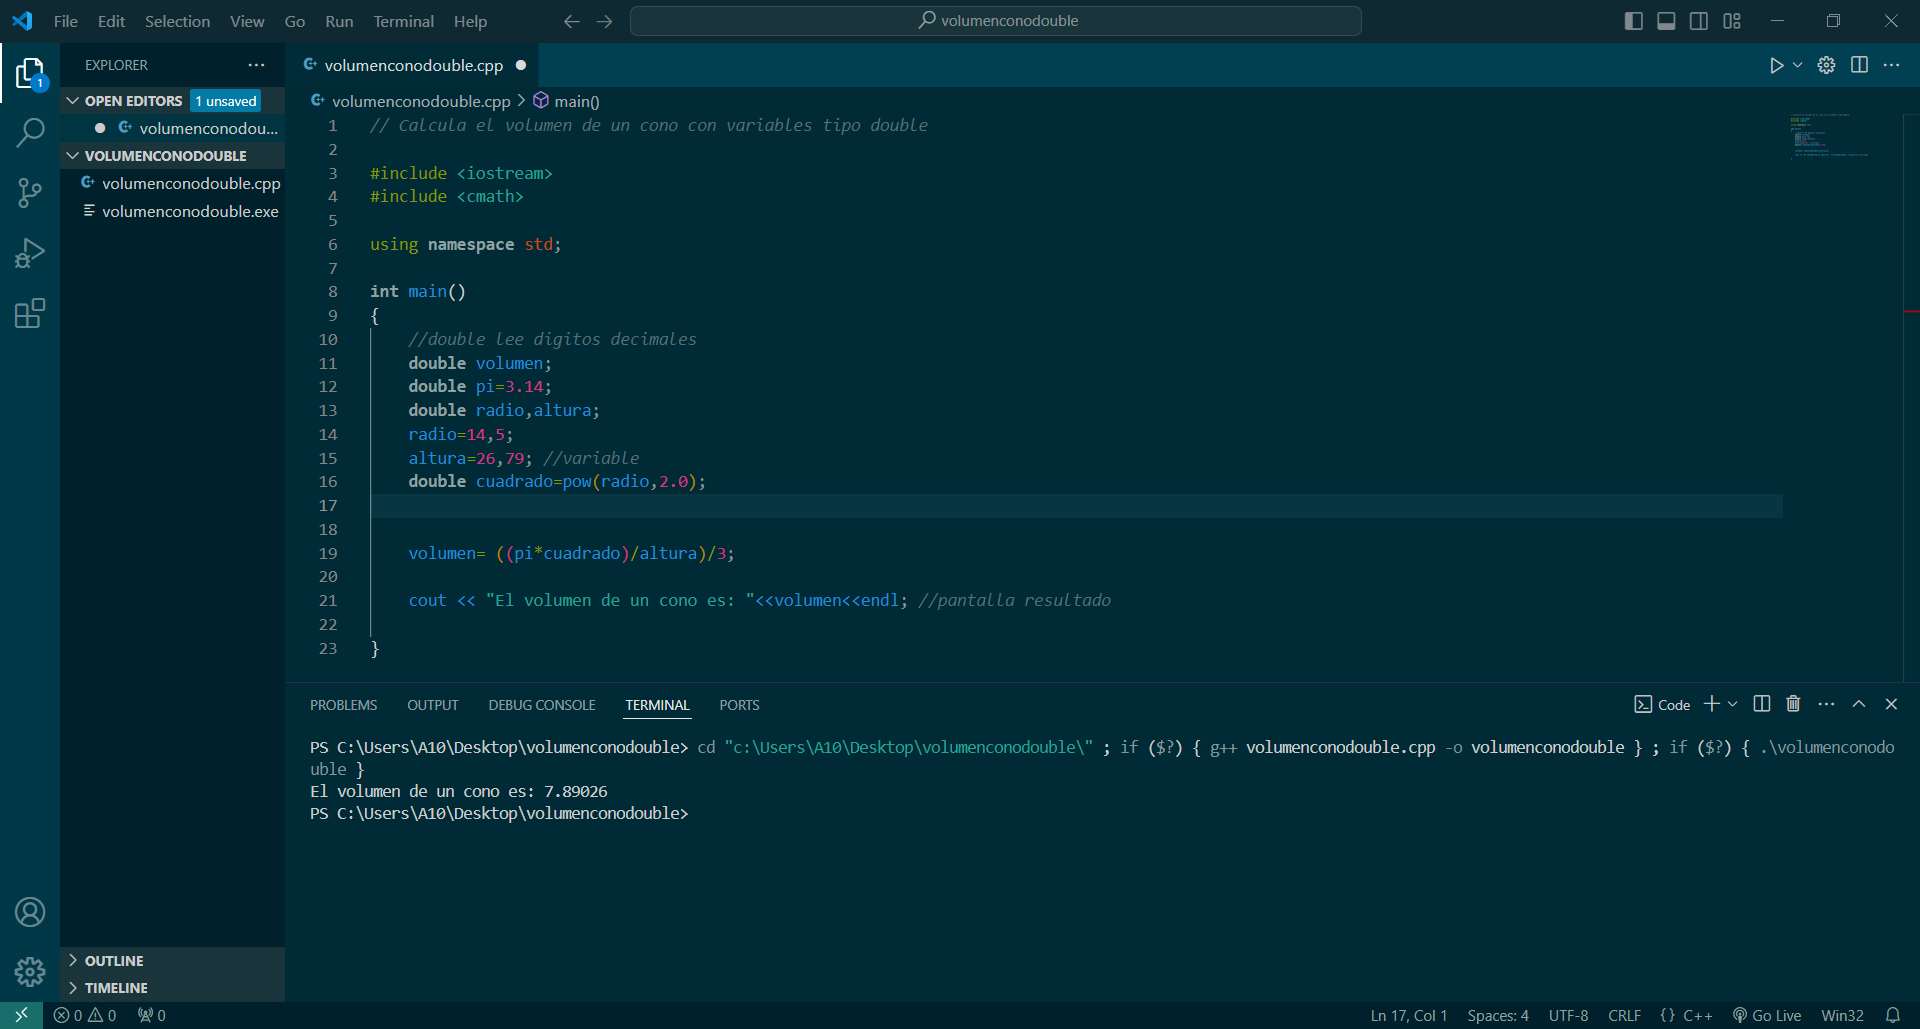 File Edit Selection View Go Run Terminal Help
volumenconodouble
1
EXPLORER
OPEN EDITORS 1 unsaved
volumenconodou...
VOLUMENCONODOUBLE
volumenconodouble.cpp
volumenconodouble.exe
OUTLINE
TIMELINE
volumenconodouble.cpp
volumenconodouble.cpp > main()
1 // Calcula el volumen de un cono con variables tipo double
2
3 #include <iostream>
4 #include <cmath>
5
6 using namespace std;
7
8 int main()
9 {
10 //double lee digitos decimales
11 double volumen;
12 double pi=3.14;
13 double radio,altura;
14 radio=14,5;
15 altura=26,79; //variable
16 double cuadrado=pow(radio,2.0);
17
18
19 volumen= ((pi*cuadrado)/altura)/3;
20
21 cout << "El volumen de un cono es: "<<volumen<<endl; //pantalla resultado
22
23 }
PROBLEMS OUTPUT DEBUG CONSOLE TERMINAL PORTS
Code
PS C:\Users\A10\Desktop\volumenconodouble> cd "c:\Users\A10\Desktop\volumenconodouble\" ; if ($?) { g++ volumenconodouble.cpp -o volumenconodouble } ; if ($?) { .\volumenconodo
uble }
El volumen de un cono es: 7.89026
PS C:\Users\A10\Desktop\volumenconodouble>
0 0 0
Ln 17, Col 1 Spaces: 4 UTF-8 CRLF {} C++ Go Live Win32